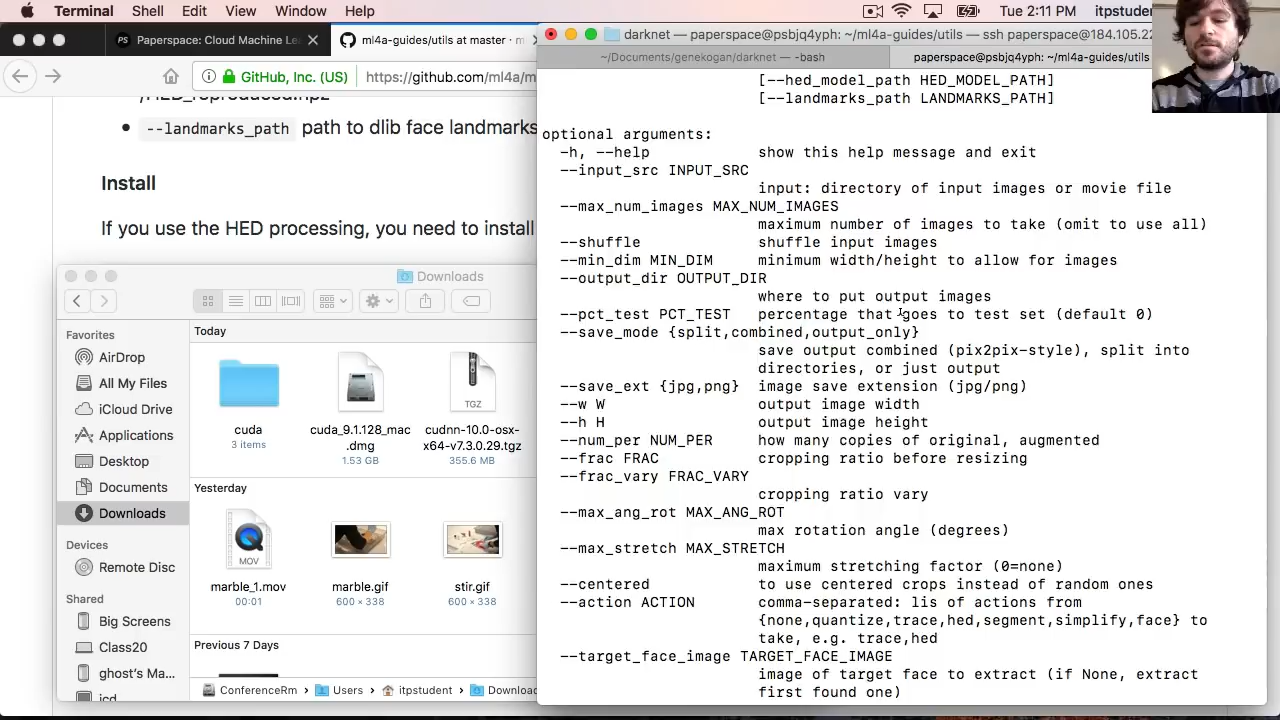 Terminal Shell Edit View Window Help
Tue 2:11 PM itpstudent
Paperspace: Cloud Machine Le
ml4a-guides/utils at master · m
GitHub, Inc. (US) https://github.com/ml4a/m
--landmarks_path path to dlib face landmarks
Install
If you use the HED processing, you need to install
Downloads
Favorites
AirDrop
All My Files
iCloud Drive
Applications
Desktop
Documents
Downloads
Devices
Remote Disc
Shared
Big Screens
Class20
ghost's Ma...
icd
Today
cuda
3 items
cuda_9.1.128_mac
.dmg
1.53 GB
TGZ
cudnn-10.0-osx-
x64-v7.3.0.29.tgz
355.6 MB
Yesterday
MOV
marble_1.mov
00:01
marble.gif
600 × 338
stir.gif
600 × 338
Previous 7 Days
ConferenceRm Users itpstudent Downloads
darknet — paperspace@psbjq4yph: ~/ml4a-guides/utils — ssh paperspace@184.105.22
~/Documents/genekogan/darknet — -bash
paperspace@psbjq4yph: ~/ml4a-guides/utils
[--hed_model_path HED_MODEL_PATH]
[--landmarks_path LANDMARKS_PATH]
optional arguments:
-h, --help show this help message and exit
--input_src INPUT_SRC
input: directory of input images or movie file
--max_num_images MAX_NUM_IMAGES
maximum number of images to take (omit to use all)
--shuffle shuffle input images
--min_dim MIN_DIM minimum width/height to allow for images
--output_dir OUTPUT_DIR
where to put output images
--pct_test PCT_TEST percentage that goes to test set (default 0)
--save_mode {split,combined,output_only}
save output combined (pix2pix-style), split into
directories, or just output
--save_ext {jpg,png} image save extension (jpg/png)
--w W output image width
--h H output image height
--num_per NUM_PER how many copies of original, augmented
--frac FRAC cropping ratio before resizing
--frac_vary FRAC_VARY
cropping ratio vary
--max_ang_rot MAX_ANG_ROT
max rotation angle (degrees)
--max_stretch MAX_STRETCH
maximum stretching factor (0=none)
--centered to use centered crops instead of random ones
--action ACTION comma-separated: lis of actions from
{none,quantize,trace,hed,segment,simplify,face} to
take, e.g. trace,hed
--target_face_image TARGET_FACE_IMAGE
image of target face to extract (if None, extract
first found one)